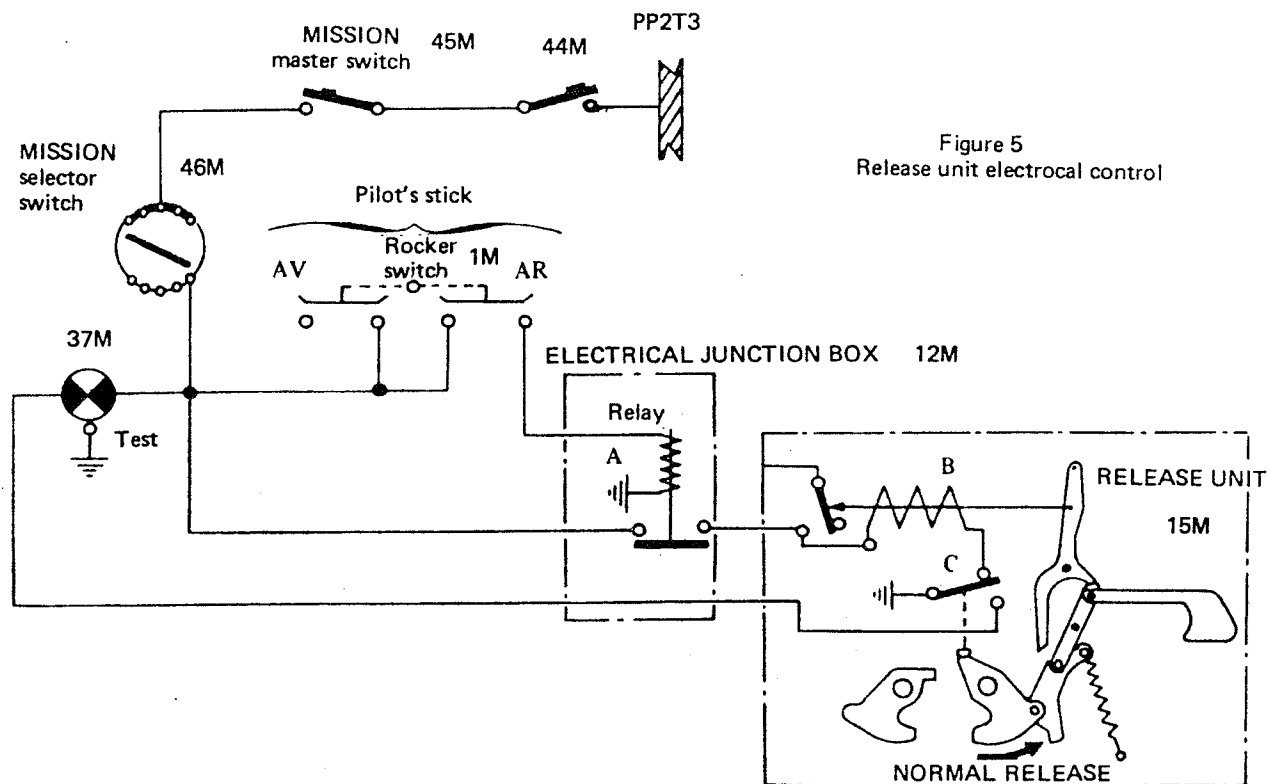 PP2T3
MISSION
master switch
45M
44M
Figure 5
Release unit electrocal control
MISSION
selector
switch
46M
Pilot's stick
Rocker
switch
1M
AV
AR
37M
Test
ELECTRICAL JUNCTION BOX 12M
Relay
A
B
C
RELEASE UNIT
15M
NORMAL RELEASE